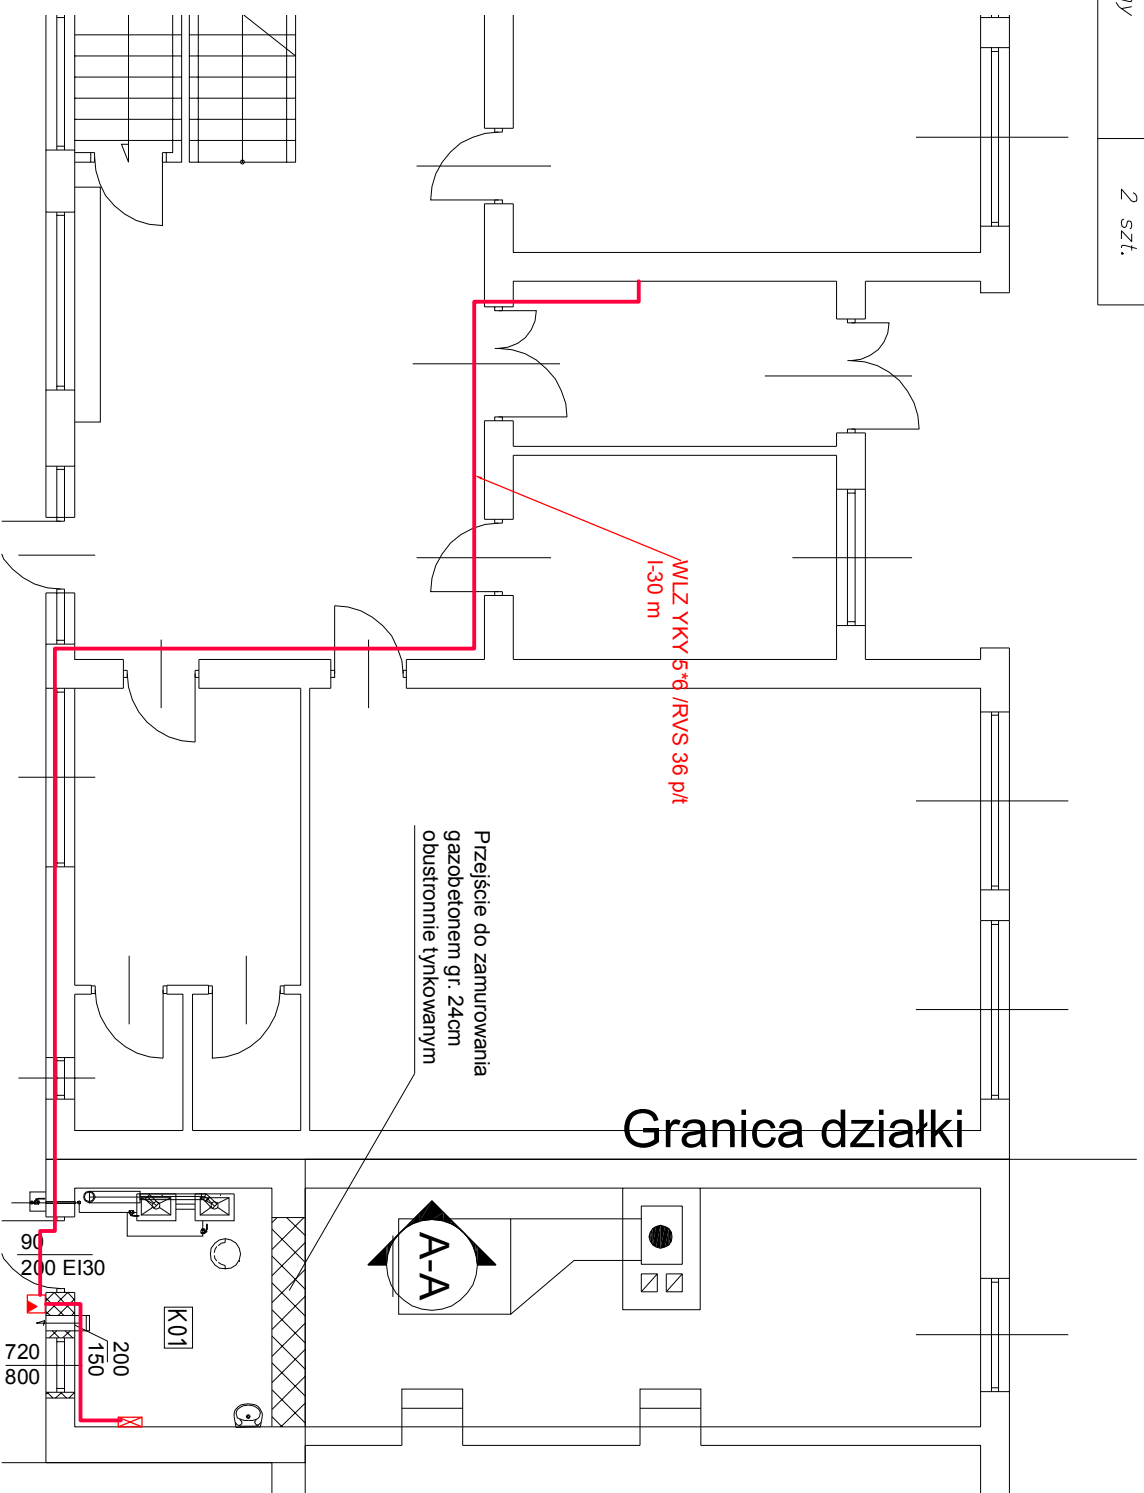 2 szt.
WLZ YKY 5*6 /RVS 36 p/t
l-30 m
Przejście do zamurowania
gazobetonem gr. 24cm
obustronnie tynkowanym
Granica działki
A-A
K01
90
200 EI30
200
150
720
800